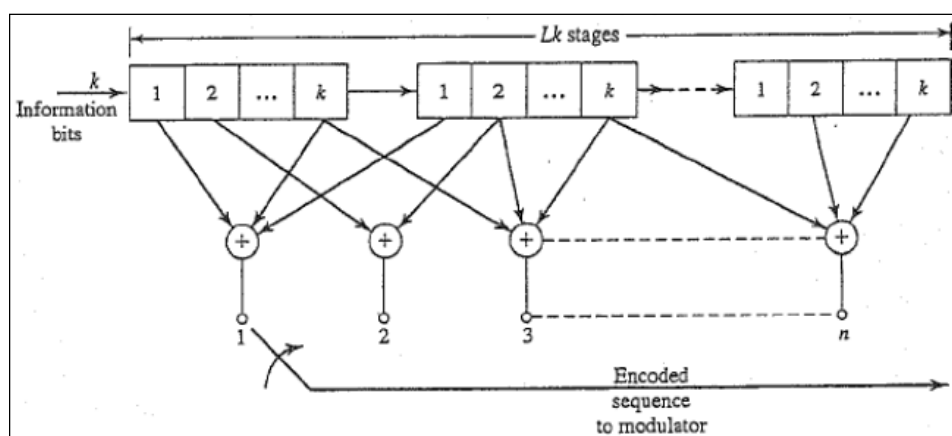 Lk stages
k
Information
bits
1 2 ... k
1 2 ... k
1 2 ... k
+ + + +
1 2 3 n
Encoded
sequence
to modulator